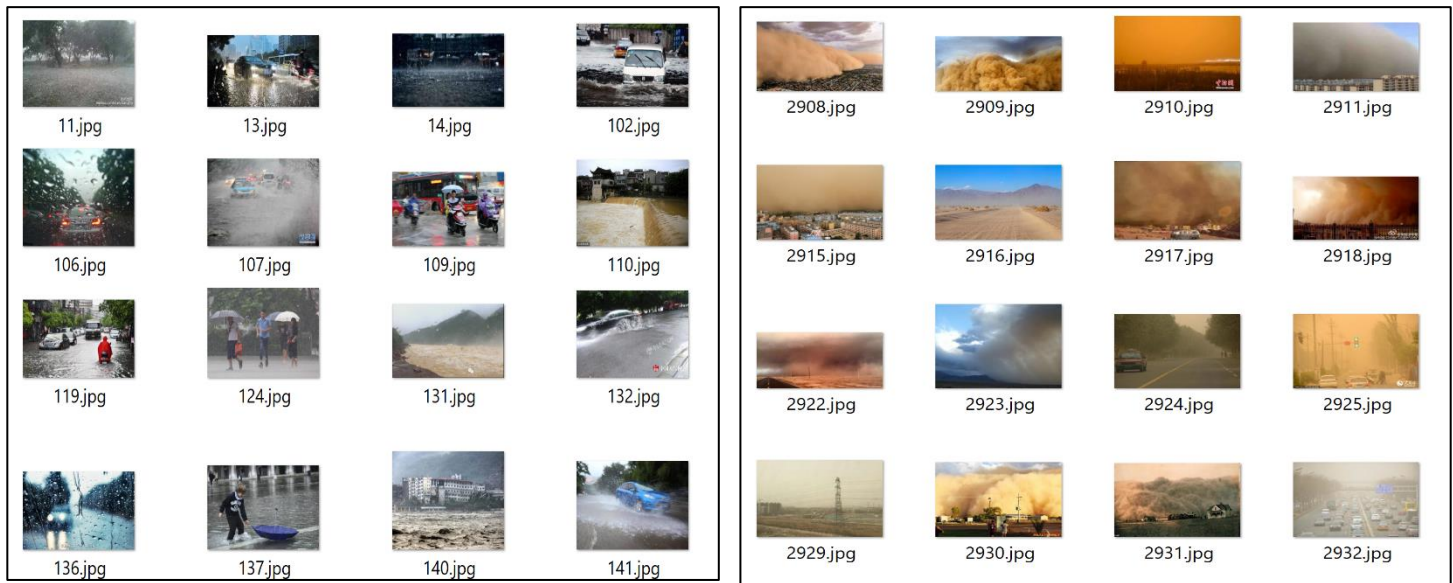 11.jpg 13.jpg 14.jpg 102.jpg
106.jpg 107.jpg 109.jpg 110.jpg
119.jpg 124.jpg 131.jpg 132.jpg
136.jpg 137.jpg 140.jpg 141.jpg
2908.jpg 2909.jpg 2910.jpg 2911.jpg
2915.jpg 2916.jpg 2917.jpg 2918.jpg
2922.jpg 2923.jpg 2924.jpg 2925.jpg
2929.jpg 2930.jpg 2931.jpg 2932.jpg